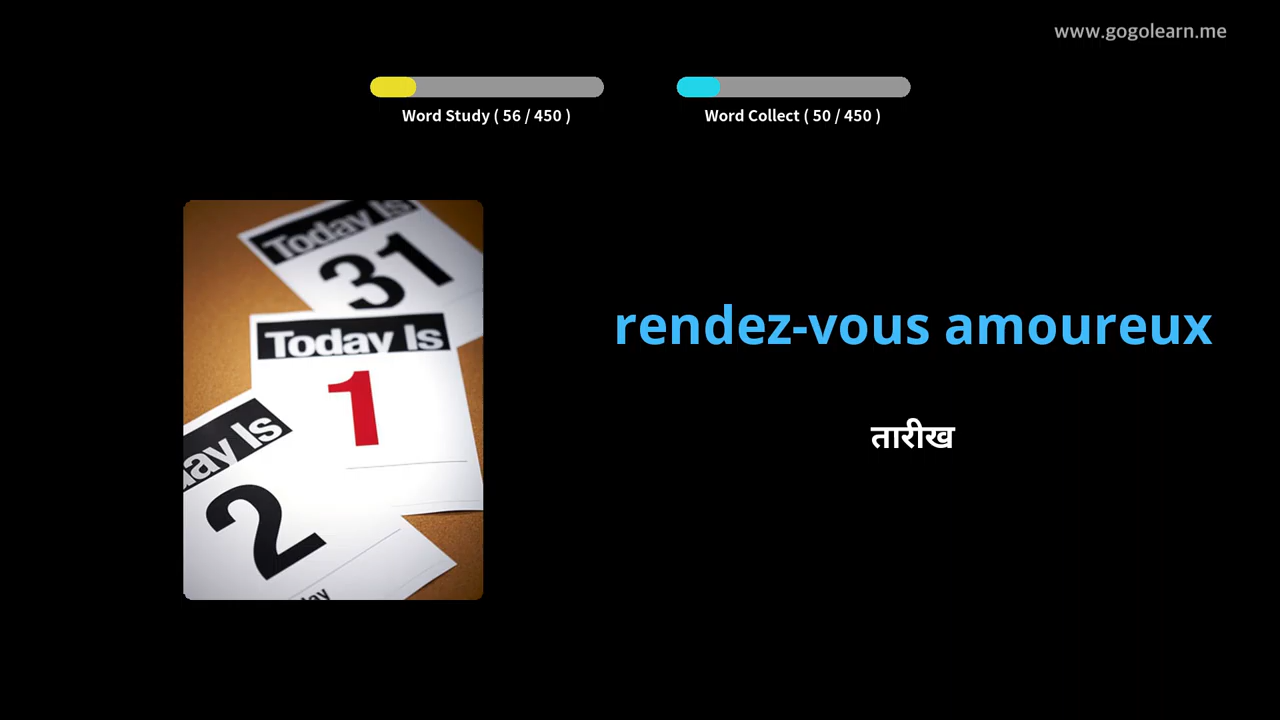 www.gogolearn.me
Word Study ( 56 / 450 )
Word Collect ( 50 / 450 )
Today Is
31
Today Is
1
ay Is
2
rendez-vous amoureux
तारीख